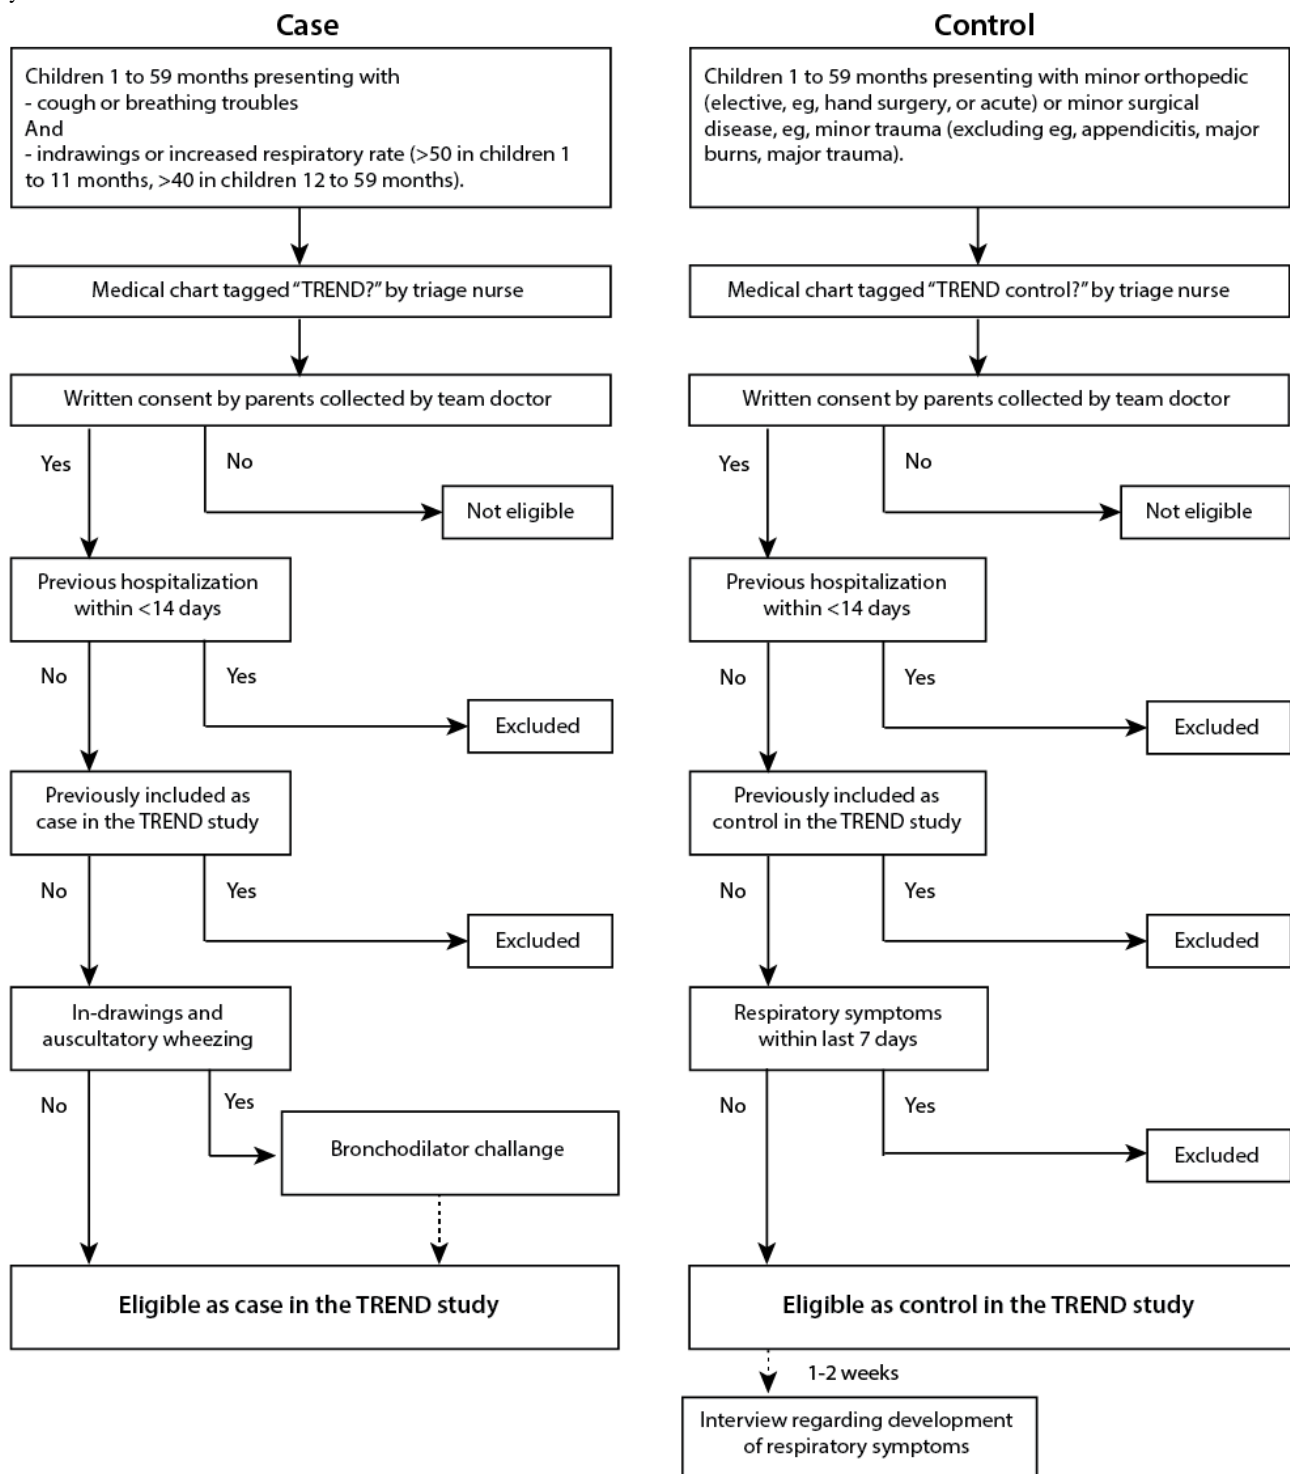 Case
Children 1 to 59 months presenting with
- cough or breathing troubles
And
- indrawings or increased respiratory rate (>50 in children 1
to 11 months, >40 in children 12 to 59 months).
Medical chart tagged “TREND?” by triage nurse
Written consent by parents collected by team doctor
Yes
No
Not eligible
Previous hospitalization
within <14 days
No
Yes
Excluded
Previously included as
case in the TREND study
No
Yes
Excluded
In-drawings and
auscultatory wheezing
No
Yes
Bronchodilator challange
Eligible as case in the TREND study
Control
Children 1 to 59 months presenting with minor orthopedic
(elective, eg, hand surgery, or acute) or minor surgical
disease, eg, minor trauma (excluding eg, appendicitis, major
burns, major trauma).
Medical chart tagged “TREND control?” by triage nurse
Written consent by parents collected by team doctor
Yes
No
Not eligible
Previous hospitalization
within <14 days
No
Yes
Excluded
Previously included as
control in the TREND study
No
Yes
Excluded
Respiratory symptoms
within last 7 days
No
Yes
Excluded
Eligible as control in the TREND study
1-2 weeks
Interview regarding development
of respiratory symptoms